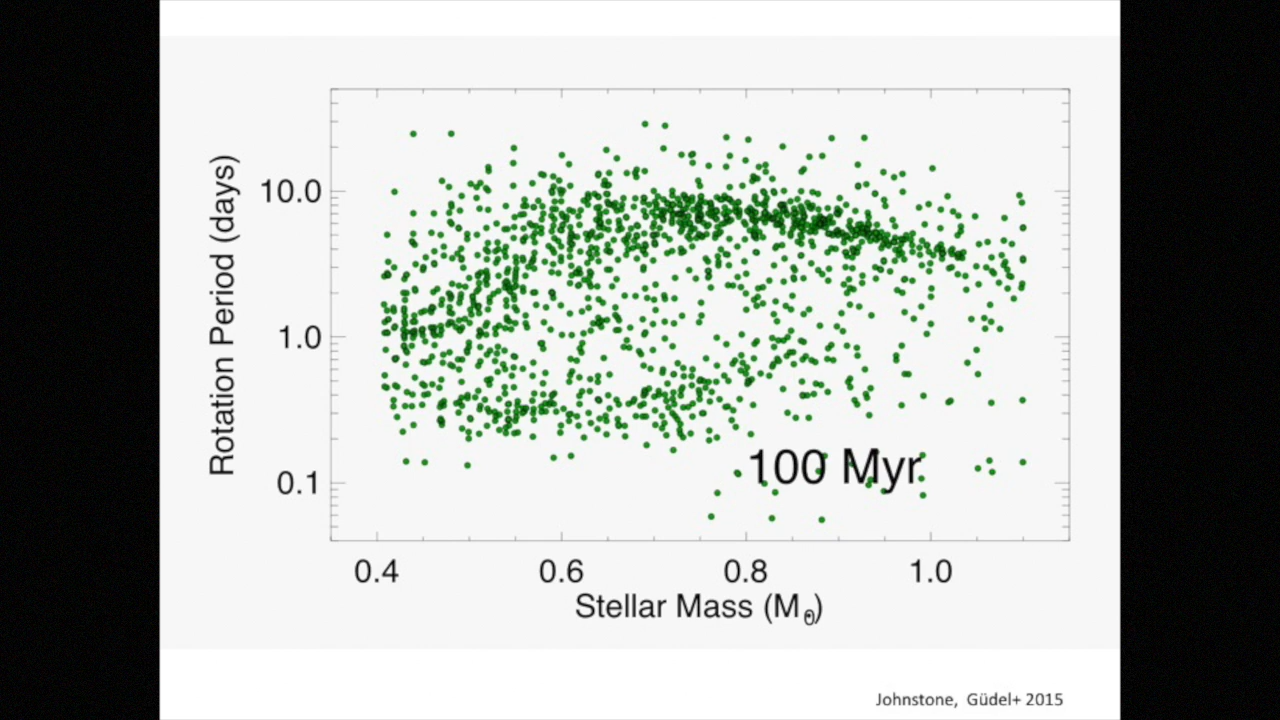 Rotation Period (days)
10.0
1.0
0.1
100 Myr
0.4 0.6 0.8 1.0
Stellar Mass (M⊙)
Johnstone, Güdel+ 2015